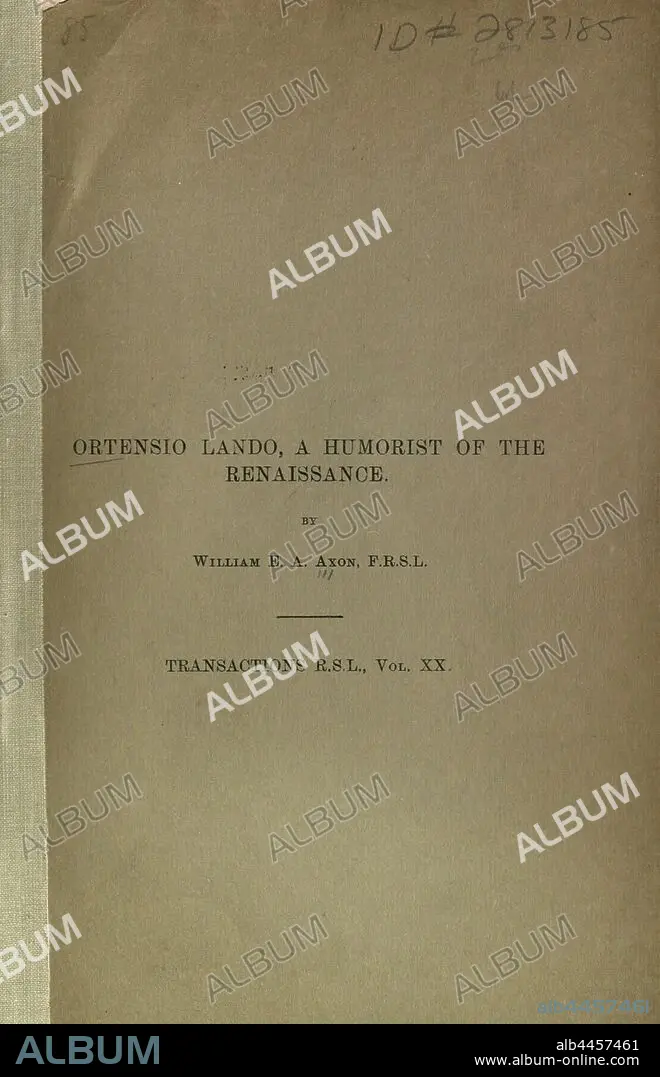 85
ID# 2813185
ORTENSIO LANDO, A HUMORIST OF THE
RENAISSANCE.
BY
WILLIAM E. A. AXON, F.R.S.L.
TRANSACTIONS R.S.L., VOL. XX.
ALBUM
alb4457461
www.album-online.com